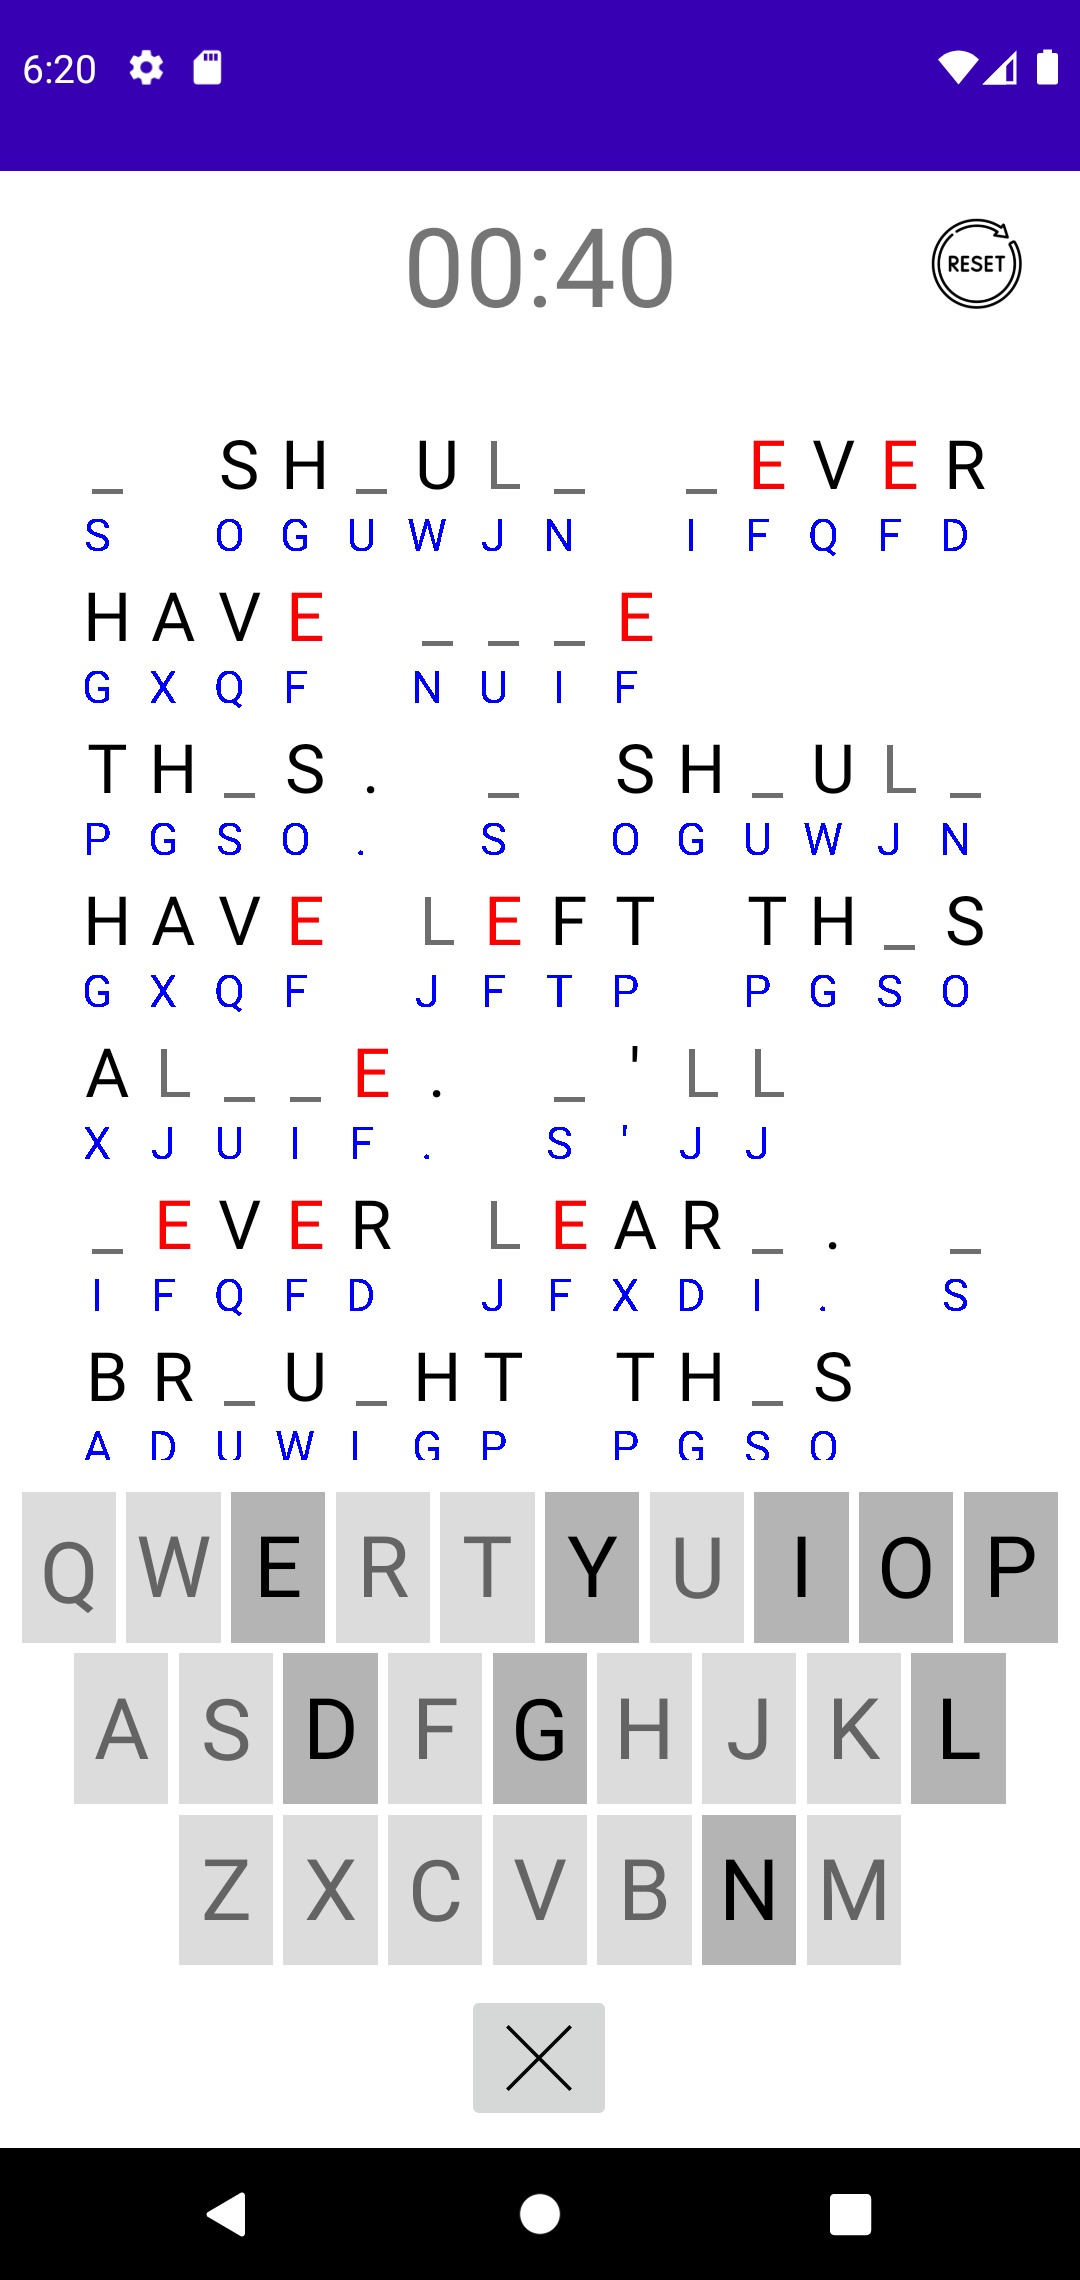 6:20
00:40
RESET
_ SH_UL_ _EVER
S OGUWJN IFQFD
HAVE ___E
GXQF NUIF
TH_S. _ SH_UL_
PGSO. S OGUWJN
HAVE LEFT TH_S
GXQF JFTP PGSO
AL__E. _'LL
XJUIF. S'JJ
_EVER LEAR_. _
IFQFD JFXDI. S
BR_U_HT TH_S
ADUWIGP PGSO
Q W E R T Y U I O P
A S D F G H J K L
Z X C V B N M